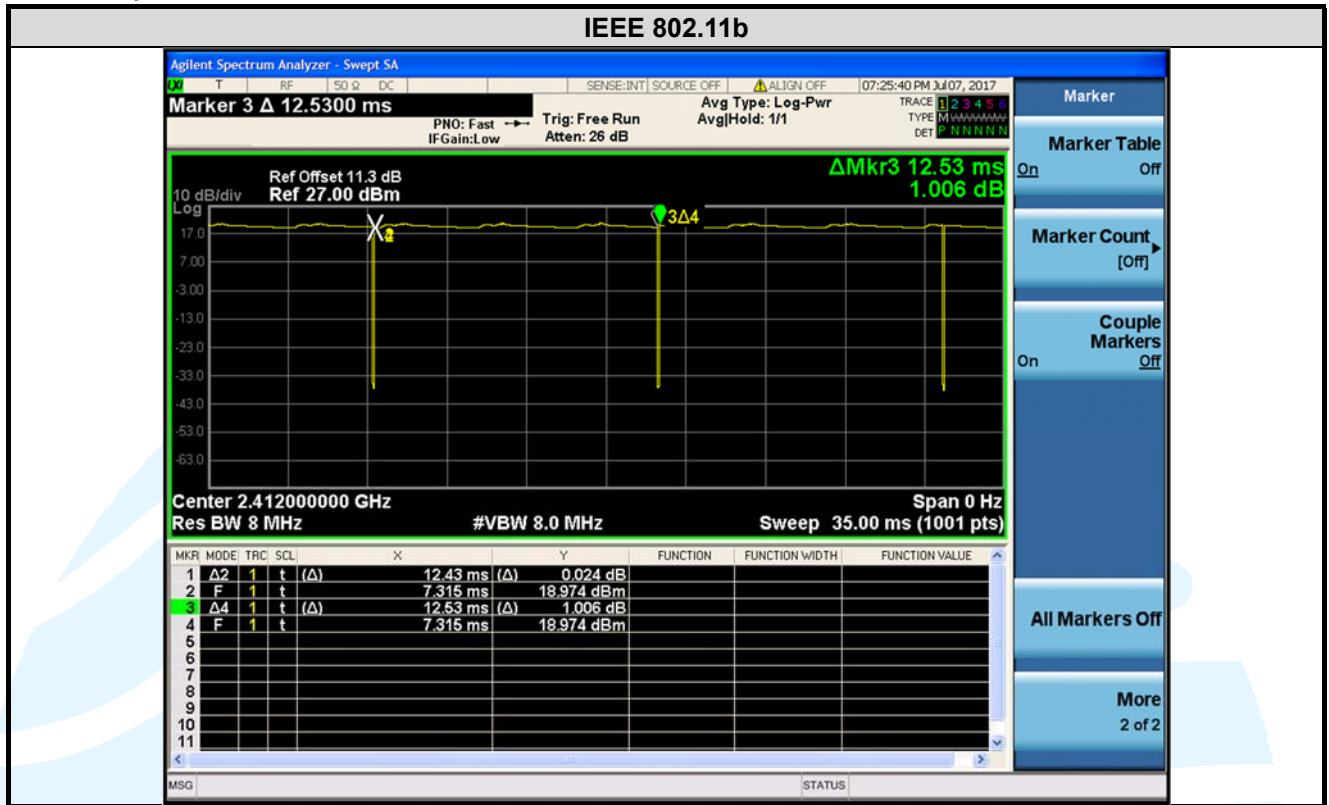 IEEE 802.11b
Agilent Spectrum Analyzer - Swept SA
T RF 50 Ω DC SENSE:INT SOURCE OFF ALIGN OFF 07:25:40 PM Jul 07, 2017
Marker 3 Δ 12.5300 ms
PNO: Fast
IFGain:Low
Trig: Free Run
Atten: 26 dB
Avg Type: Log-Pwr
Avg|Hold: 1/1
TRACE 1 2 3 4 5 6
TYPE M
DET P N N N N N
ΔMkr3 12.53 ms
1.006 dB
Ref Offset 11.3 dB
10 dB/div Ref 27.00 dBm
Log
3Δ4
17.0
7.00
-3.00
-13.0
-23.0
-33.0
-43.0
-53.0
-63.0
Center 2.412000000 GHz Span 0 Hz
Res BW 8 MHz #VBW 8.0 MHz Sweep 35.00 ms (1001 pts)
MKR MODE TRC SCL X Y FUNCTION FUNCTION WIDTH FUNCTION VALUE
1 Δ2 1 t (Δ) 12.43 ms (Δ) 0.024 dB
2 F 1 t 7.315 ms 18.974 dBm
3 Δ4 1 t (Δ) 12.53 ms (Δ) 1.006 dB
4 F 1 t 7.315 ms 18.974 dBm
5
6
7
8
9
10
11
MSG STATUS
Marker
Marker Table
On Off
Marker Count
[Off]
Couple
Markers
On Off
All Markers Off
More
2 of 2